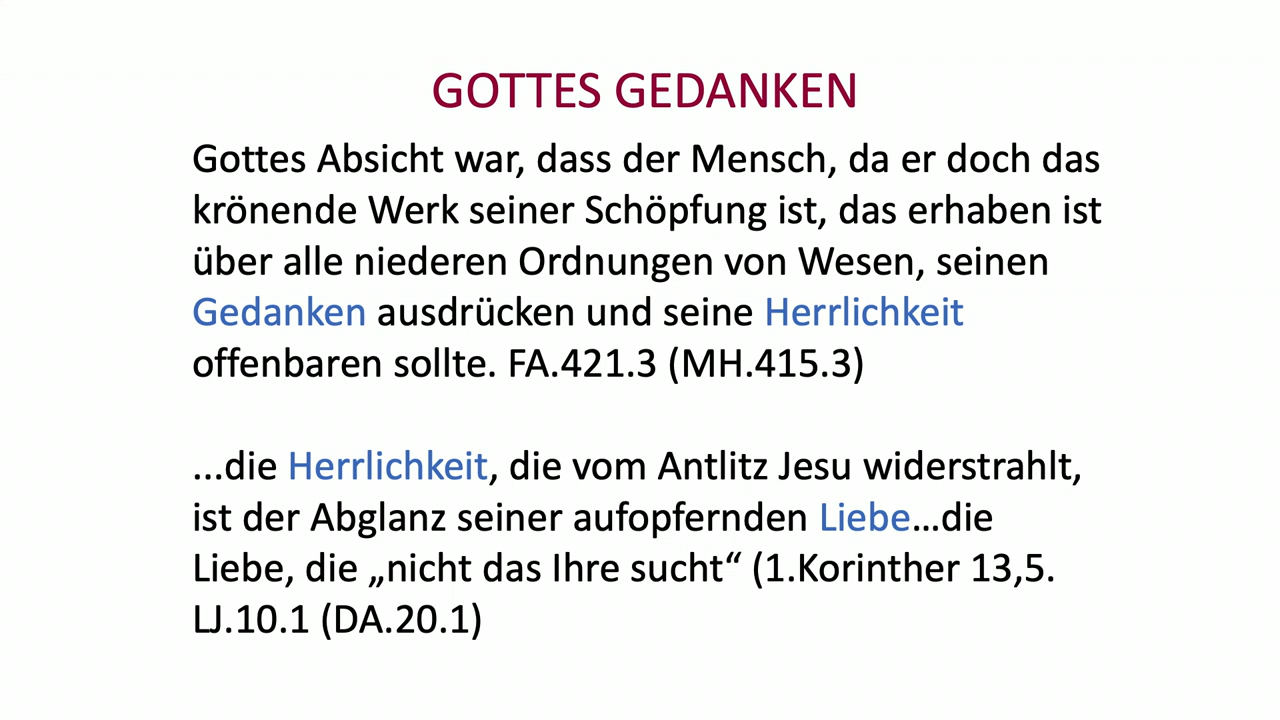 GOTTES GEDANKEN
Gottes Absicht war, dass der Mensch, da er doch das
krönende Werk seiner Schöpfung ist, das erhaben ist
über alle niederen Ordnungen von Wesen, seinen
Gedanken ausdrücken und seine Herrlichkeit
offenbaren sollte. FA.421.3 (MH.415.3)
...die Herrlichkeit, die vom Antlitz Jesu widerstrahlt,
ist der Abglanz seiner aufopfernden Liebe...die
Liebe, die „nicht das Ihre sucht“ (1.Korinther 13,5.
LJ.10.1 (DA.20.1)